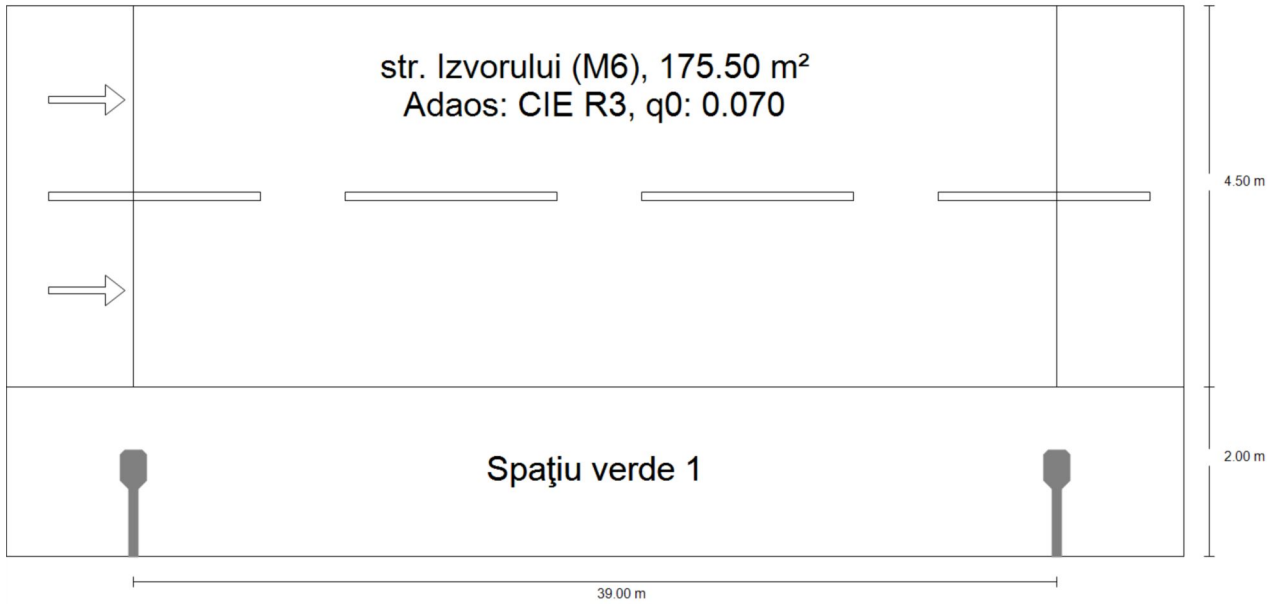 str. Izvorului (M6), 175.50 m²
Adaos: CIE R3, q0: 0.070
4.50 m
Spaţiu verde 1
2.00 m
39.00 m